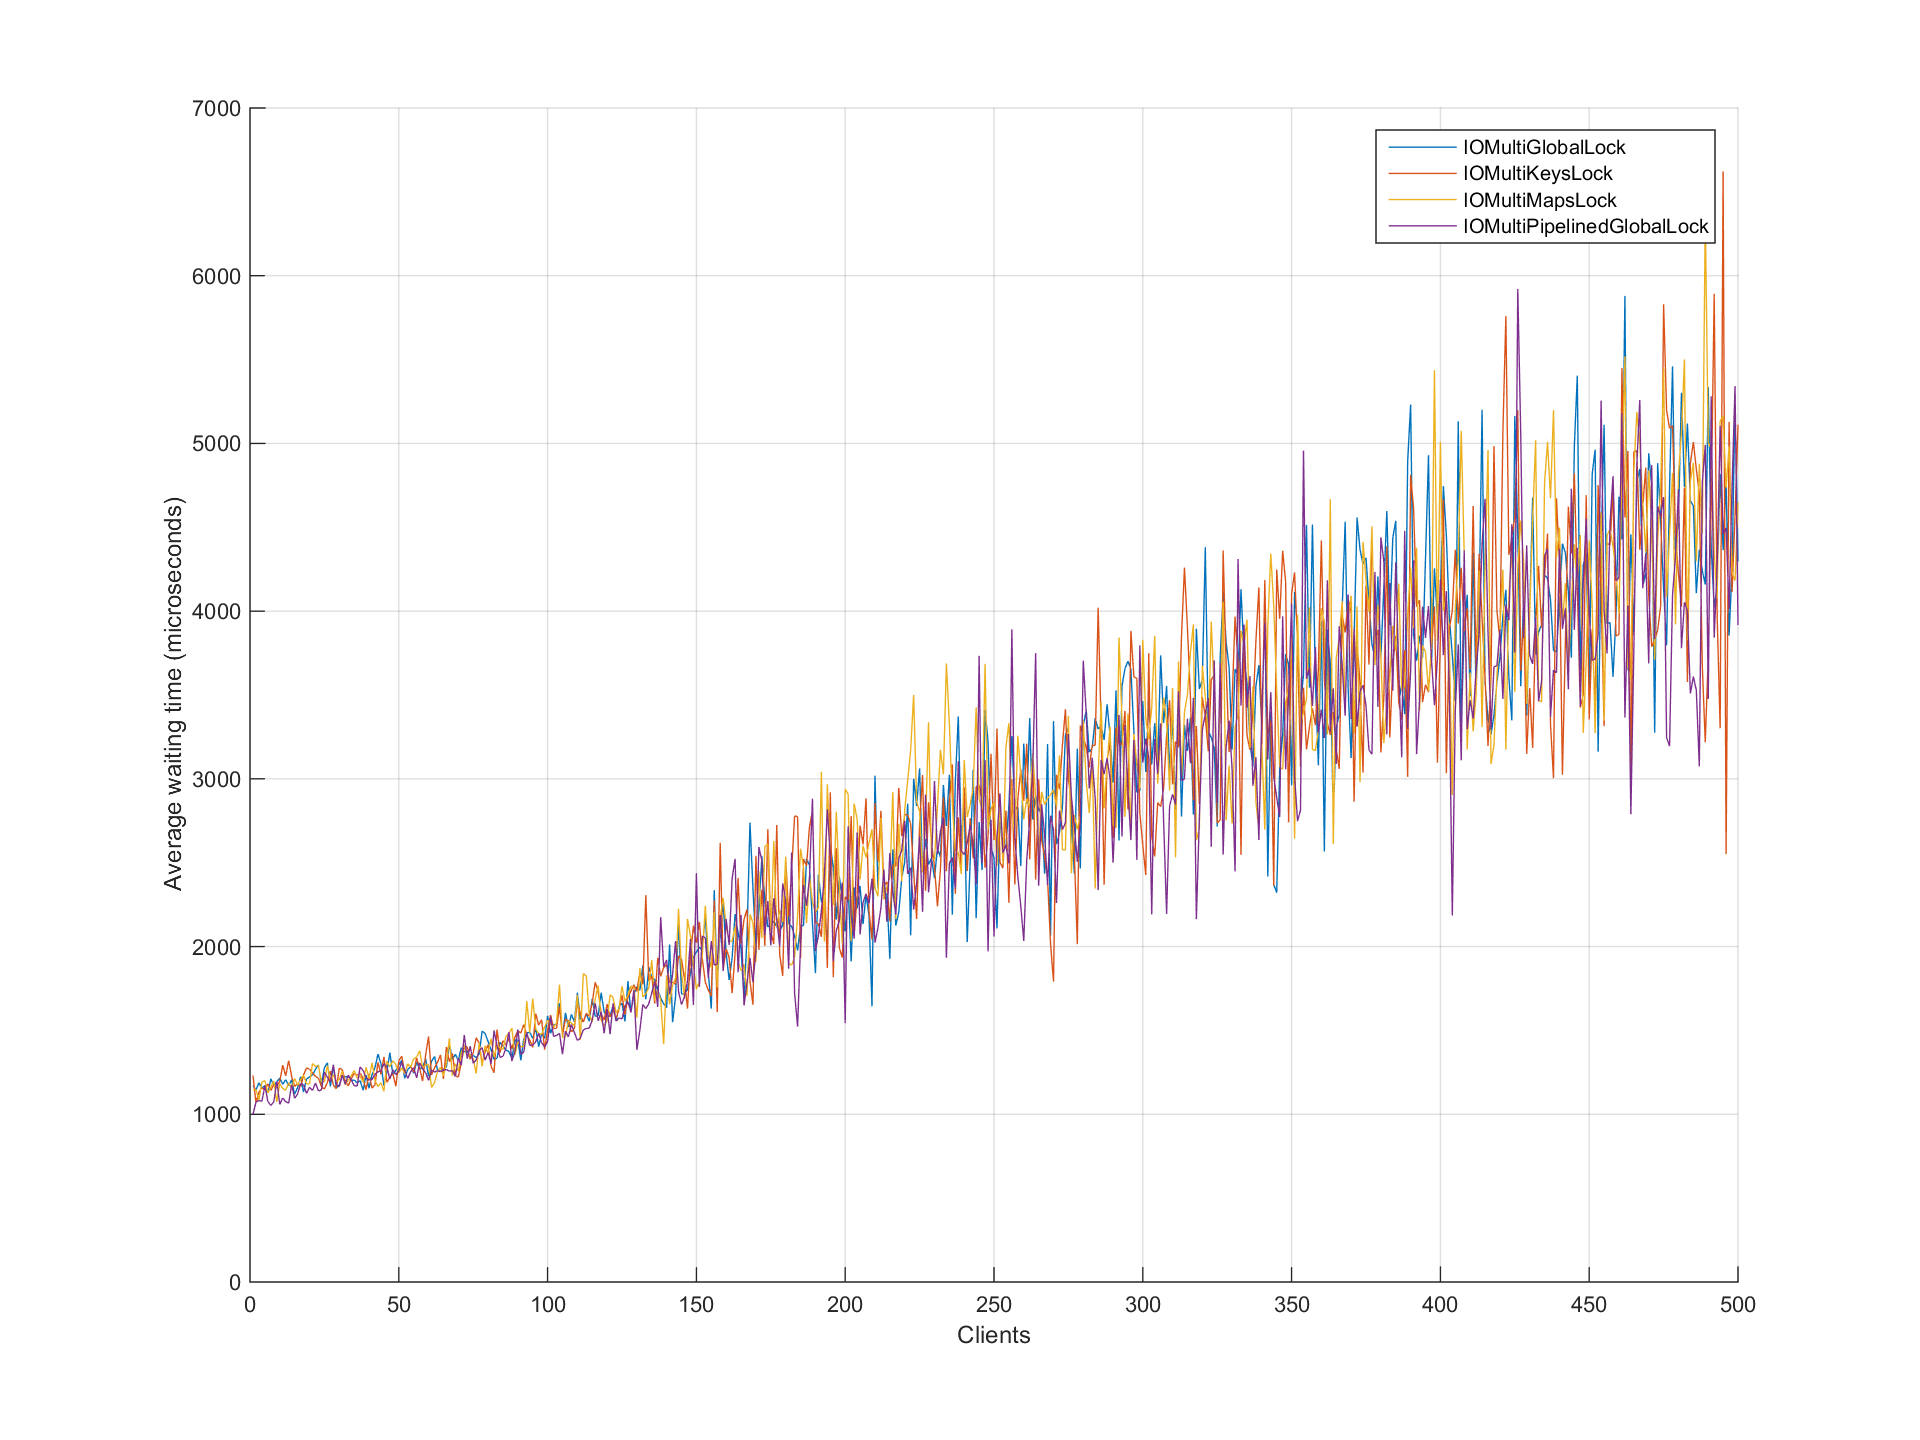 7000
6000
5000
4000
3000
2000
1000
0
Average waiting time (microseconds)
IOMultiGlobalLock
IOMultiKeysLock
IOMultiMapsLock
IOMultiPipelinedGlobalLock
0 50 100 150 200 250 300 350 400 450 500
Clients